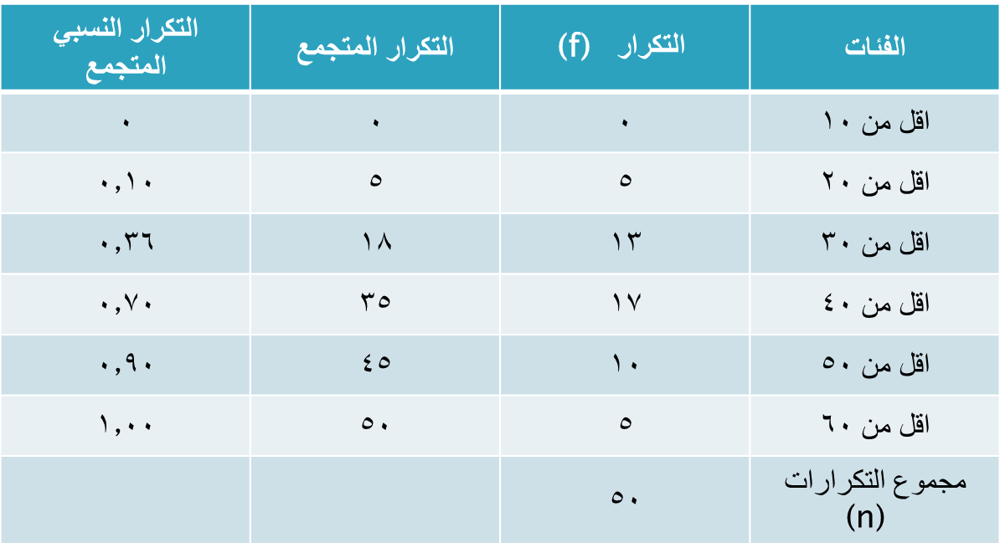 الفئات
التكرار (f)
التكرار المتجمع
التكرار النسبي
المتجمع
اقل من ١٠
٠
٠
٠
اقل من ٢٠
٥
٥
٠,١٠
اقل من ٣٠
١٣
١٨
٠,٣٦
اقل من ٤٠
١٧
٣٥
٠,٧٠
اقل من ٥٠
١٠
٤٥
٠,٩٠
اقل من ٦٠
٥
٥٠
١,٠٠
مجموع التكرارات
(n)
٥٠